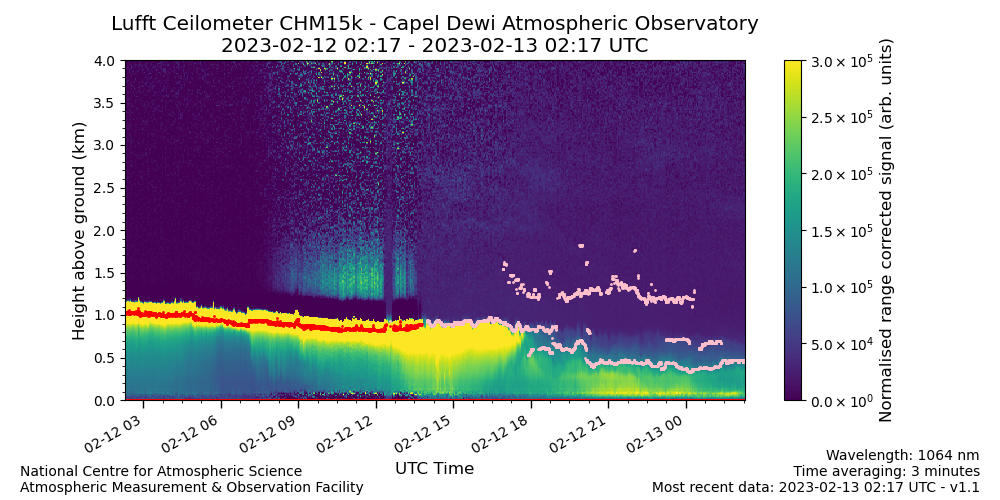 Lufft Ceilometer CHM15k - Capel Dewi Atmospheric Observatory
2023-02-12 02:17 - 2023-02-13 02:17 UTC
Height above ground (km)
4.0
3.5
3.0
2.5
2.0
1.5
1.0
0.5
0.0
02-12 03
02-12 06
02-12 09
02-12 12
02-12 15
02-12 18
02-12 21
02-13 00
UTC Time
3.0 × 10⁵
2.5 × 10⁵
2.0 × 10⁵
1.5 × 10⁵
1.0 × 10⁵
5.0 × 10⁴
0.0 × 10⁰
Normalised range corrected signal (arb. units)
National Centre for Atmospheric Science
Atmospheric Measurement & Observation Facility
Wavelength: 1064 nm
Time averaging: 3 minutes
Most recent data: 2023-02-13 02:17 UTC - v1.1